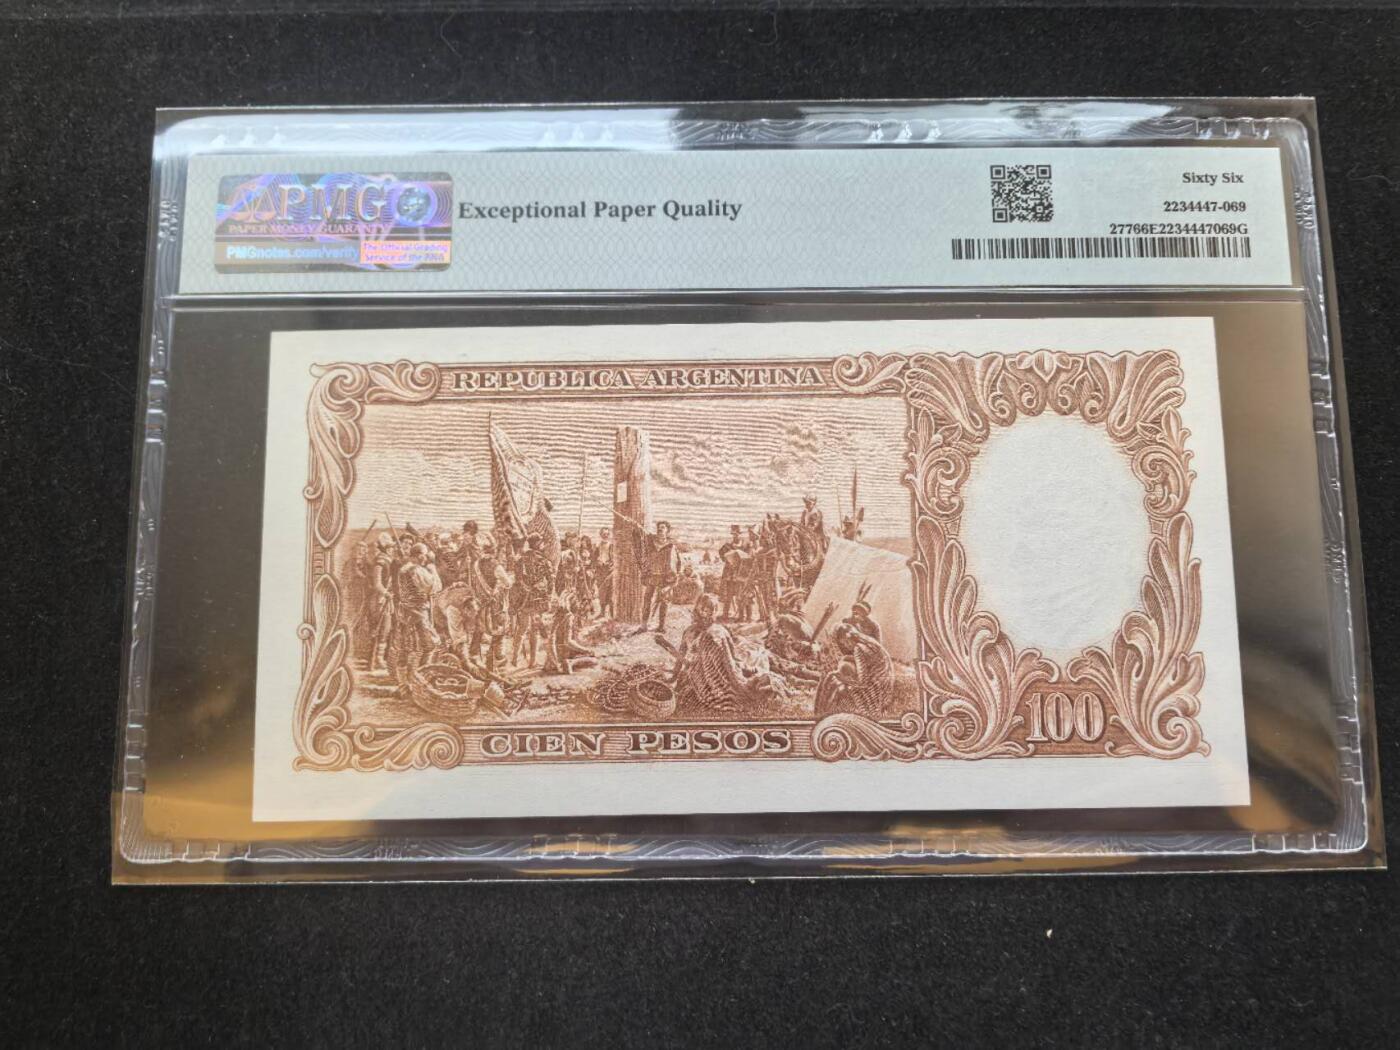 PMG
PAPER MONEY GUARANTY
PMGnotes.com/verify
The Official Grading
Service of the ANA
Exceptional Paper Quality
Sixty Six
2234447-069
27766E2234447069G
REPUBLICA ARGENTINA
CIEN PESOS
100